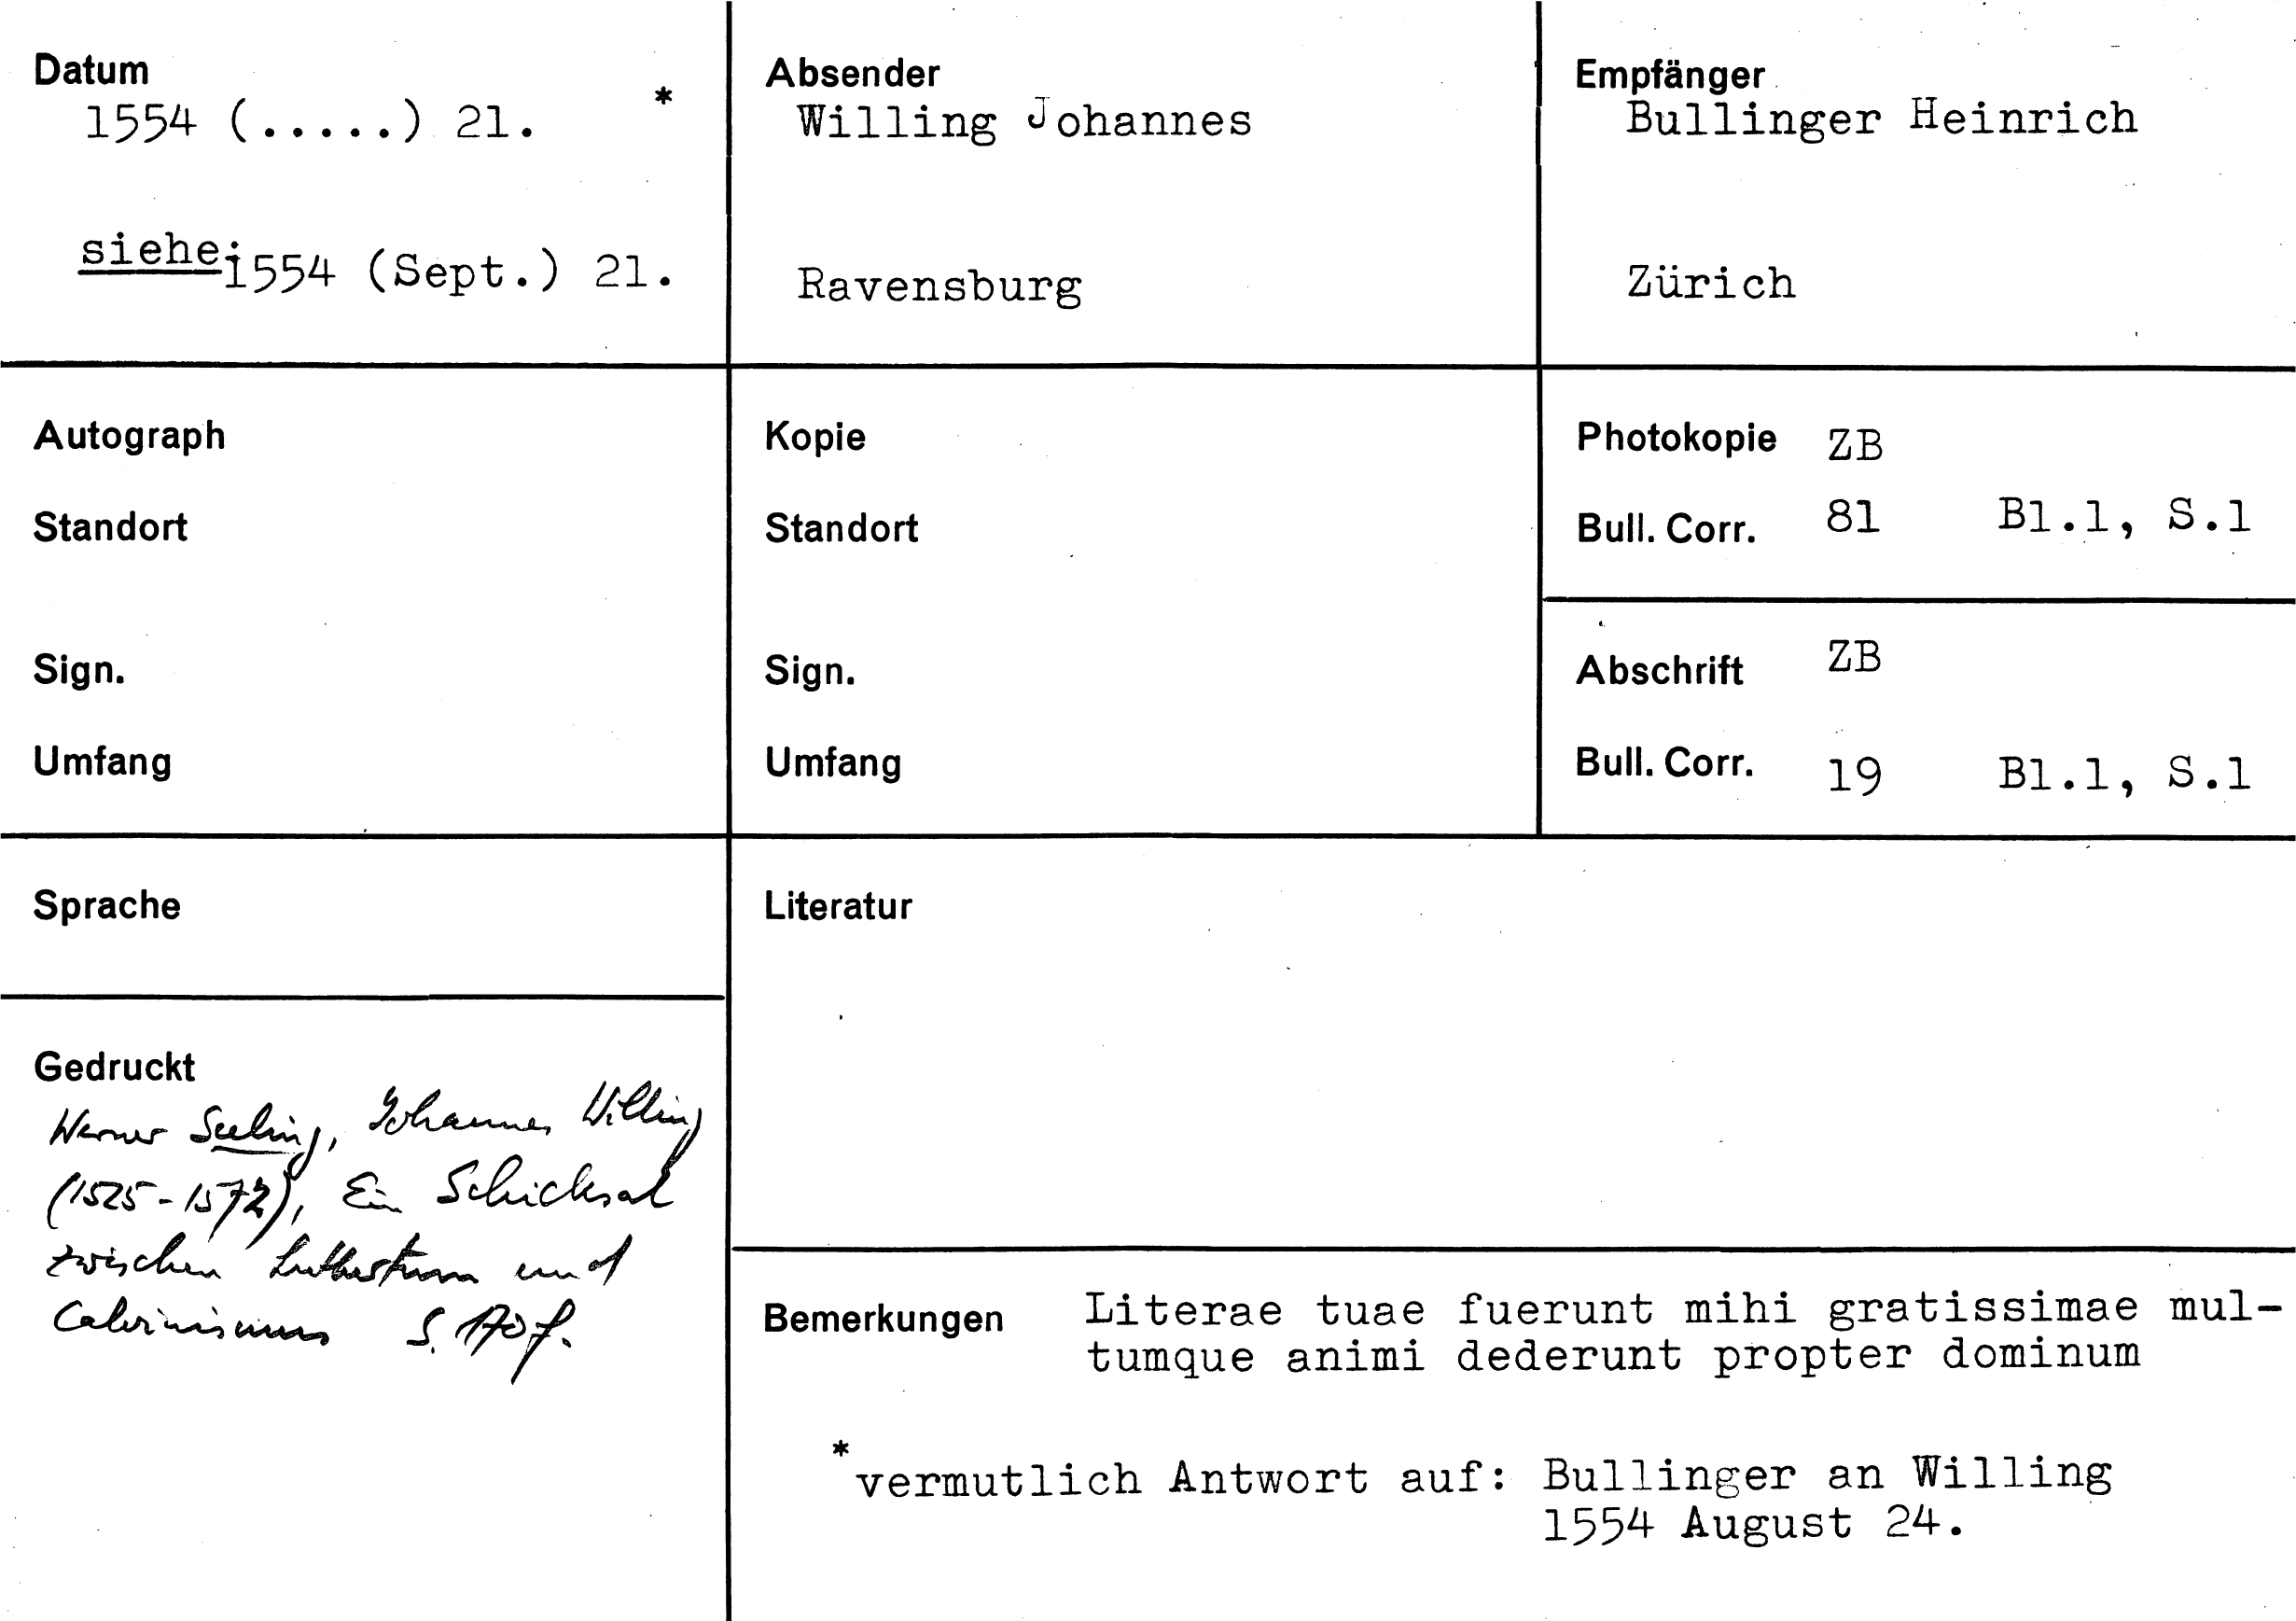 Datum
1554 (.....) 21. *
siehe: 1554 (Sept.) 21.
Absender
Willing Johannes
Ravensburg
Empfänger
Bullinger Heinrich
Zürich
Autograph
Standort
Sign.
Umfang
Kopie
Standort
Sign.
Umfang
Photokopie ZB
Bull. Corr. 81 Bl.1, S.1
Abschrift ZB
Bull. Corr. 19 Bl.1, S.1
Sprache
Literatur
Gedruckt
Werner Seeling, Johannes Willing
(1525-1572), Ein Schicksal
zwischen Luthertum und
Calvinismus S. 170 f.
Bemerkungen Literae tuae fuerunt mihi gratissimae mul-
tumque animi dederunt propter dominum
* vermutlich Antwort auf: Bullinger an Willing
1554 August 24.